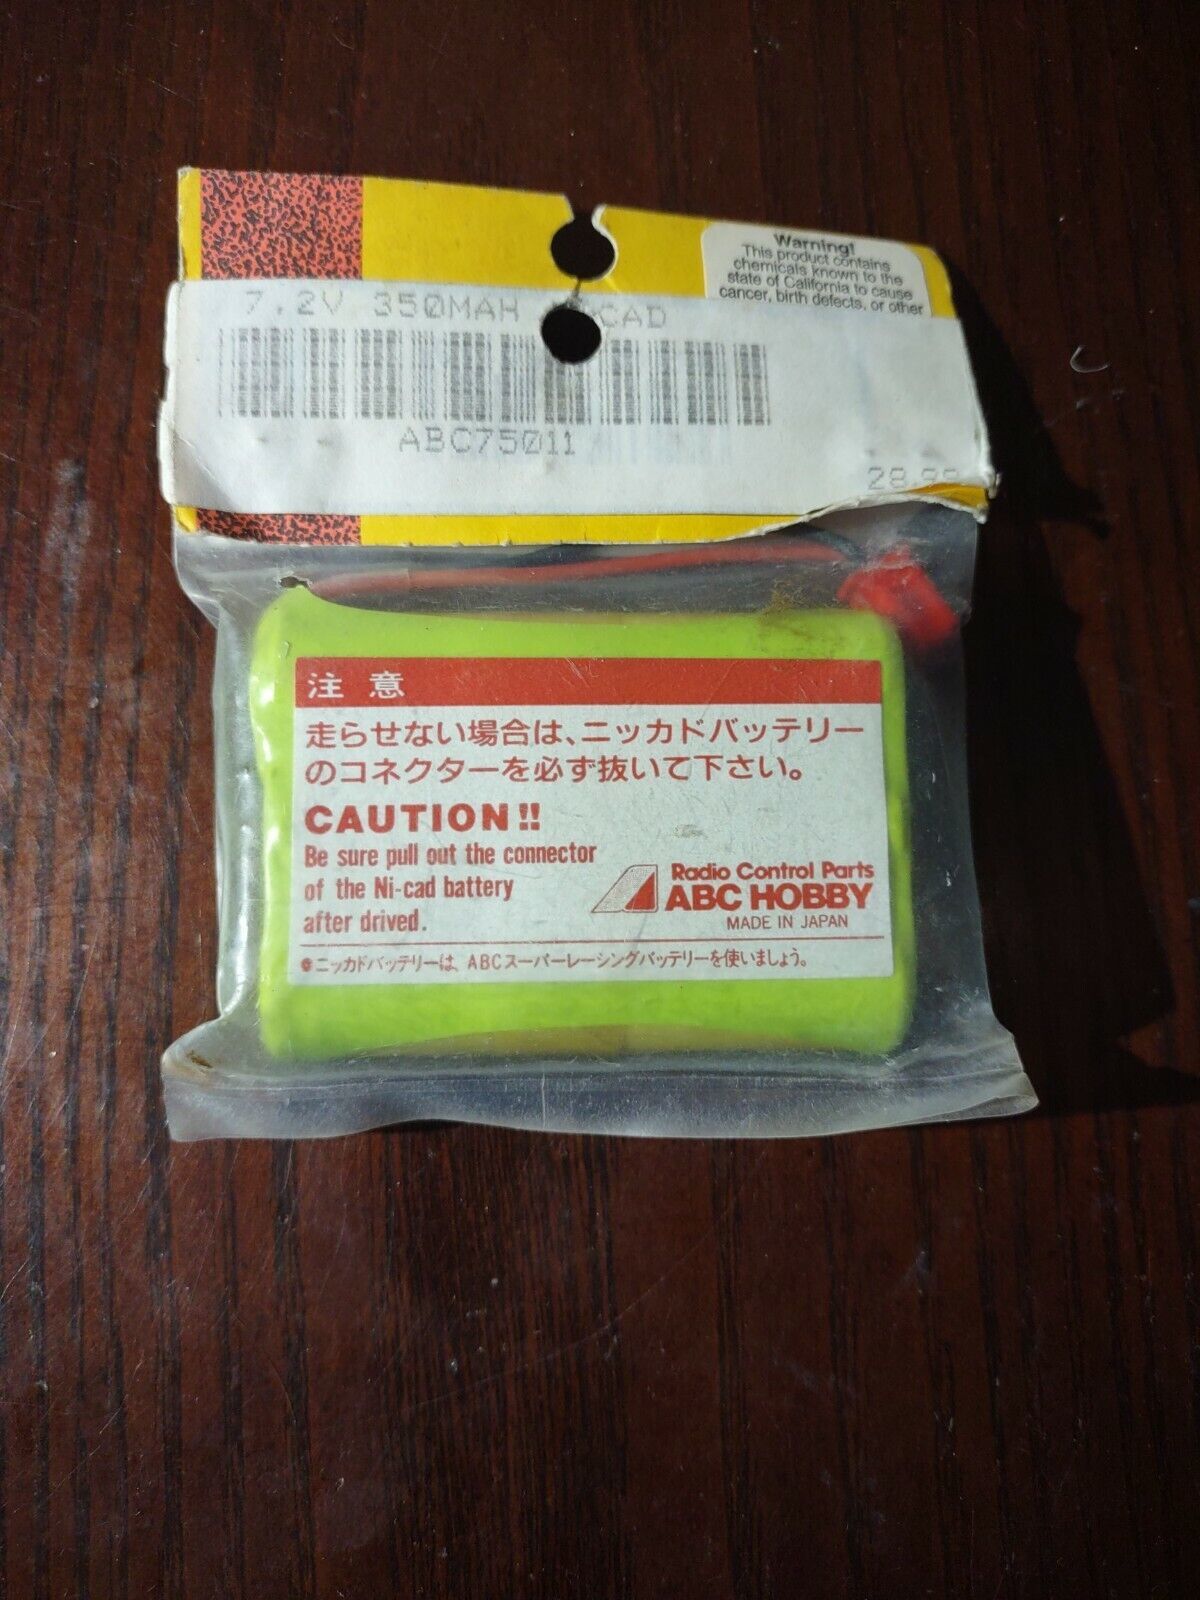 Warning!
This product contains
chemicals known to the
state of California to cause
cancer, birth defects, or other
7.2V 350MAH CAD
ABC75011
28.99
注意
走らせない場合は、ニッカドバッテリー
のコネクターを必ず抜いて下さい。
CAUTION!!
Be sure pull out the connector
of the Ni-cad battery
after drived.
Radio Control Parts
ABC HOBBY
MADE IN JAPAN
●ニッカドバッテリーは、ABCスーパーレーシングバッテリーを使いましょう。